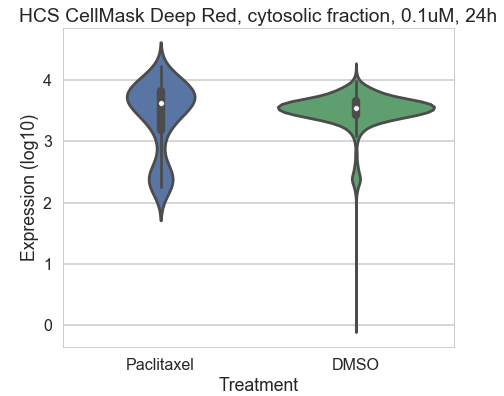 HCS CellMask Deep Red, cytosolic fraction, 0.1uM, 24h
Expression (log10)
4
3
2
1
0
Paclitaxel DMSO
Treatment